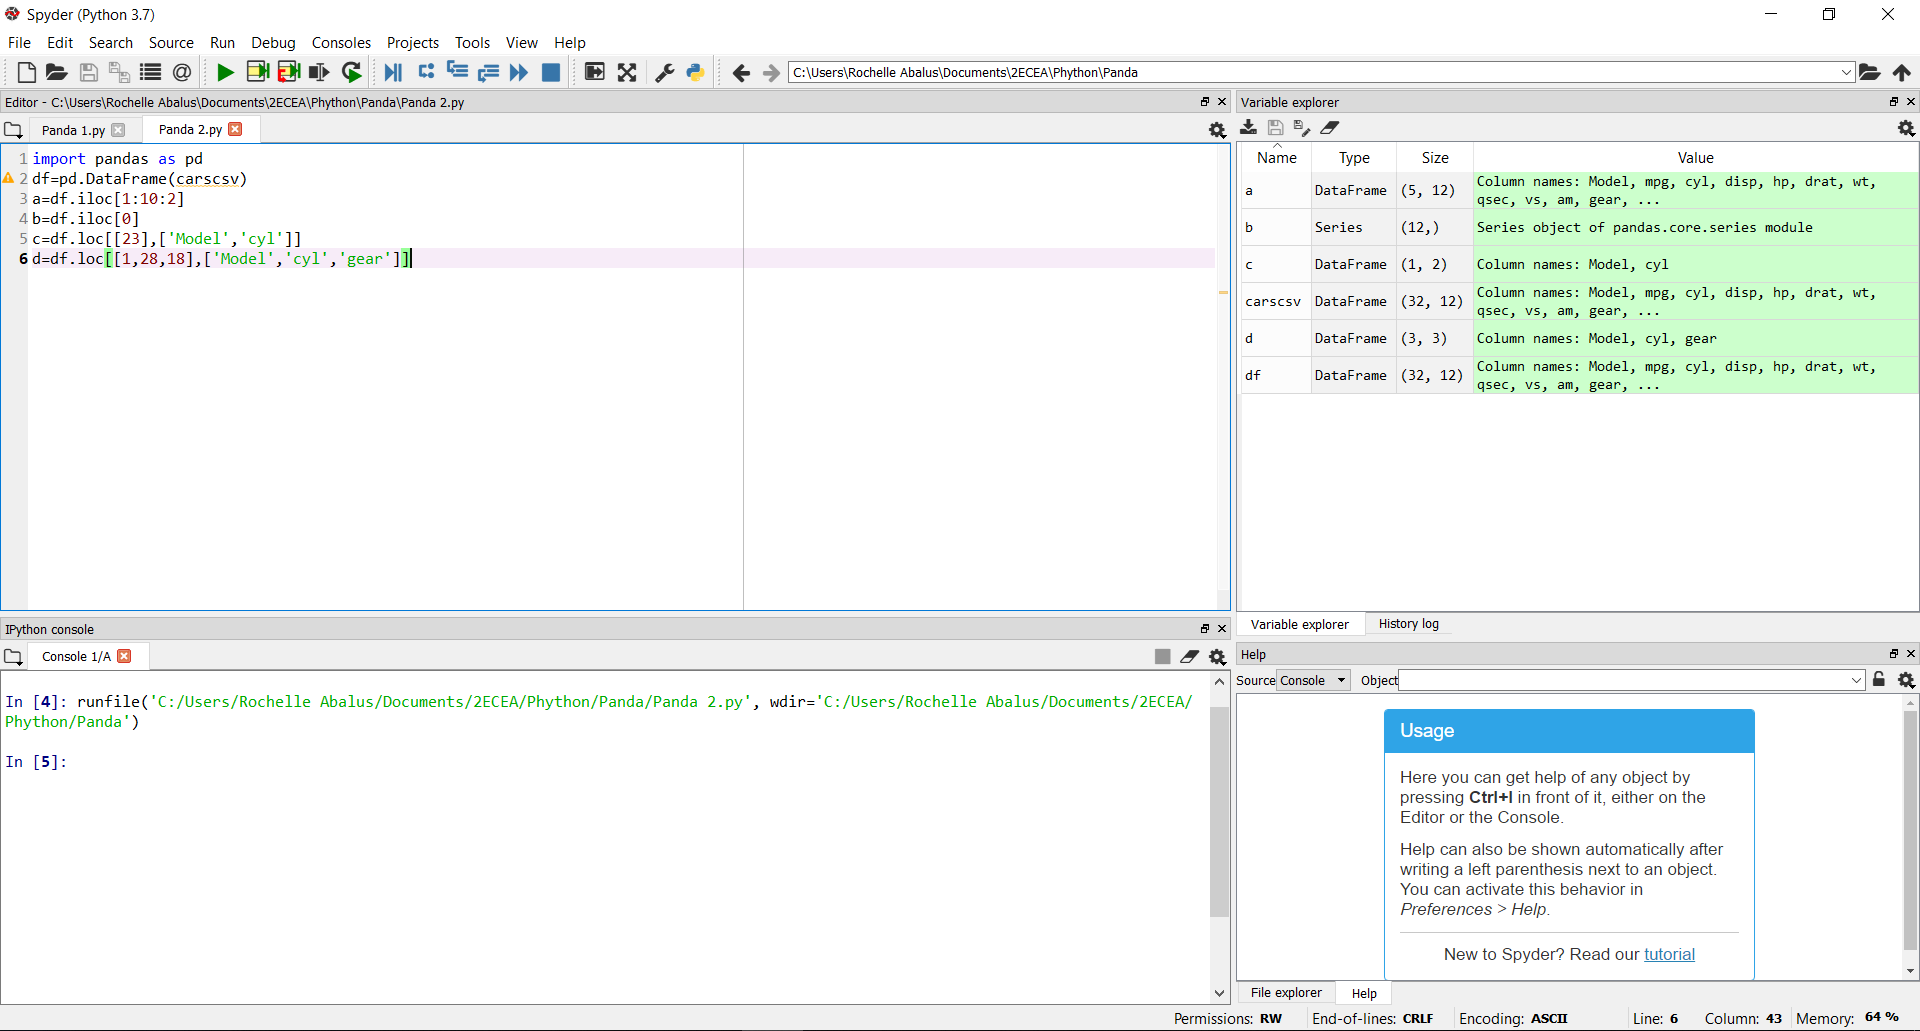 Spyder (Python 3.7)
File Edit Search Source Run Debug Consoles Projects Tools View Help
C:\Users\Rochelle Abalus\Documents\2ECEA\Phython\Panda
Editor - C:\Users\Rochelle Abalus\Documents\2ECEA\Phython\Panda\Panda 2.py
Panda 1.py Panda 2.py
1 import pandas as pd
2 df=pd.DataFrame(carscsv)
3 a=df.iloc[1:10:2]
4 b=df.iloc[0]
5 c=df.loc[[23],['Model','cyl']]
6 d=df.loc[[1,28,18],['Model','cyl','gear']]
Variable explorer
Name Type Size Value
a DataFrame (5, 12) Column names: Model, mpg, cyl, disp, hp, drat, wt,
qsec, vs, am, gear, ...
b Series (12,) Series object of pandas.core.series module
c DataFrame (1, 2) Column names: Model, cyl
carscsv DataFrame (32, 12) Column names: Model, mpg, cyl, disp, hp, drat, wt,
qsec, vs, am, gear, ...
d DataFrame (3, 3) Column names: Model, cyl, gear
df DataFrame (32, 12) Column names: Model, mpg, cyl, disp, hp, drat, wt,
qsec, vs, am, gear, ...
Variable explorer History log
IPython console
Console 1/A
In [4]: runfile('C:/Users/Rochelle Abalus/Documents/2ECEA/Phython/Panda/Panda 2.py', wdir='C:/Users/Rochelle Abalus/Documents/2ECEA/
Phython/Panda')
In [5]:
Help
Source Console Object
Usage
Here you can get help of any object by
pressing Ctrl+I in front of it, either on the
Editor or the Console.
Help can also be shown automatically after
writing a left parenthesis next to an object.
You can activate this behavior in
Preferences > Help.
New to Spyder? Read our tutorial
File explorer Help
Permissions: RW End-of-lines: CRLF Encoding: ASCII Line: 6 Column: 43 Memory: 64 %